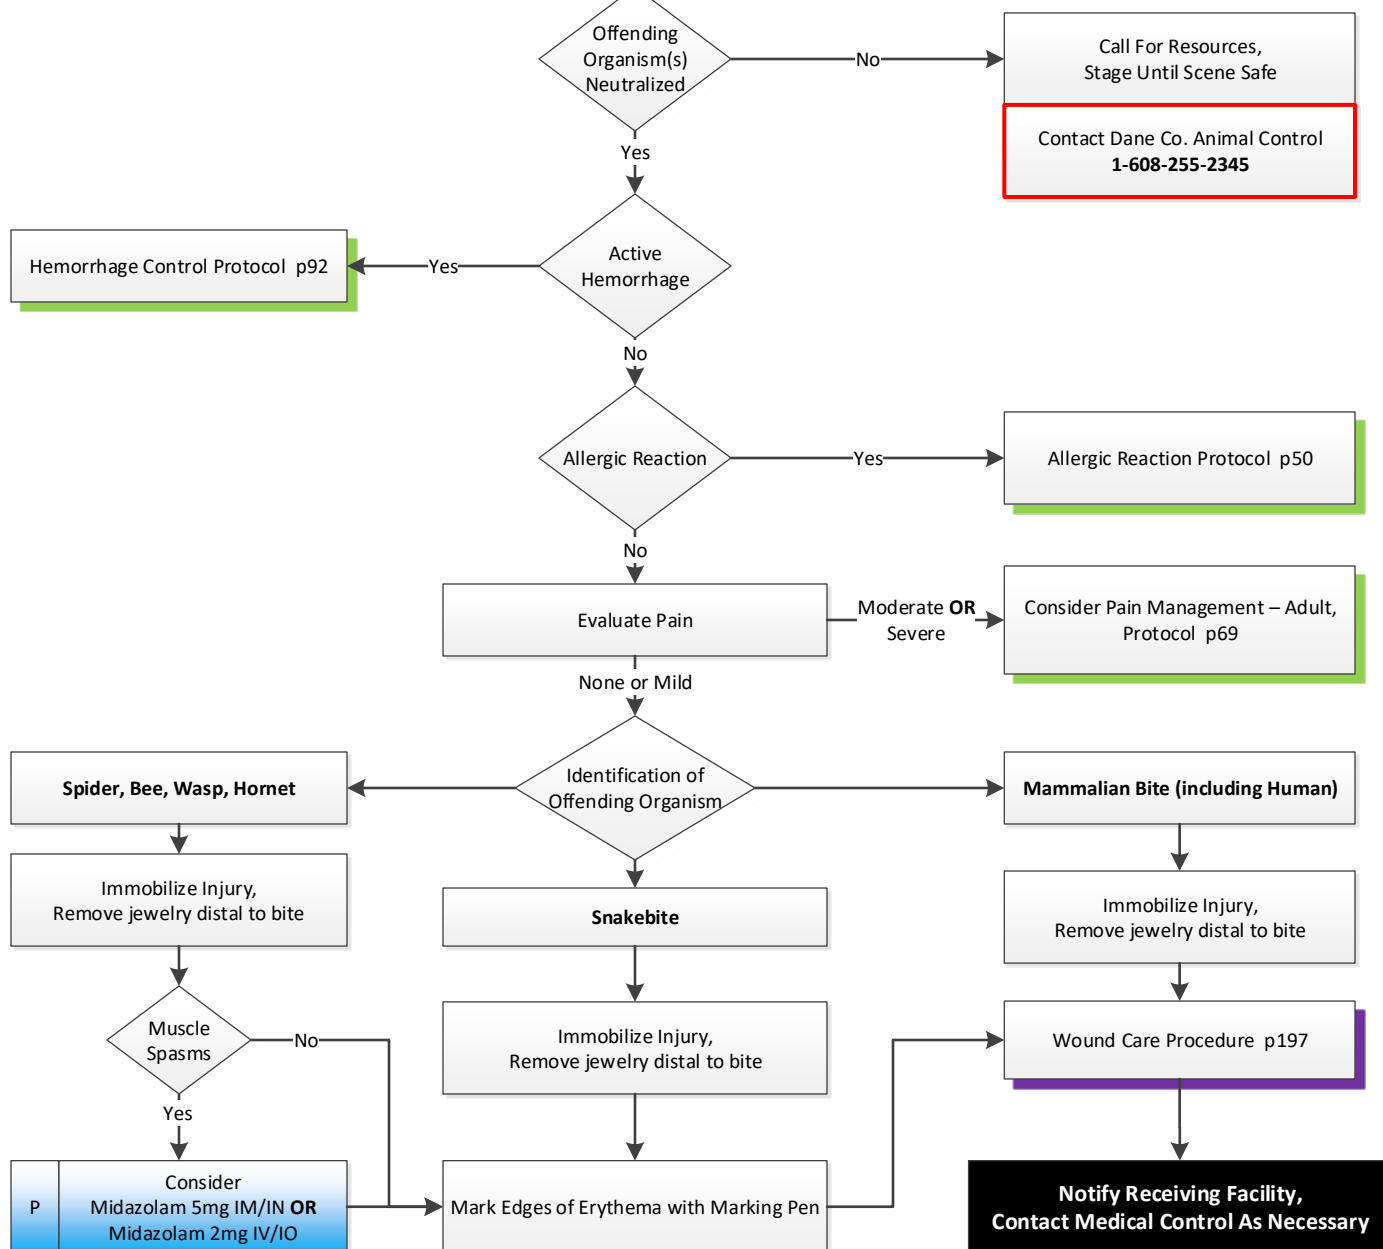 Offending
Organism(s)
Neutralized
No
Call For Resources,
Stage Until Scene Safe
Contact Dane Co. Animal Control
1-608-255-2345
Yes
Active
Hemorrhage
Yes
Hemorrhage Control Protocol p92
No
Allergic Reaction
Yes
Allergic Reaction Protocol p50
No
Evaluate Pain
Moderate OR
Severe
Consider Pain Management – Adult,
Protocol p69
None or Mild
Identification of
Offending Organism
Spider, Bee, Wasp, Hornet
Immobilize Injury,
Remove jewelry distal to bite
Muscle
Spasms
No
Yes
P
Consider
Midazolam 5mg IM/IN OR
Midazolam 2mg IV/IO
Snakebite
Immobilize Injury,
Remove jewelry distal to bite
Mark Edges of Erythema with Marking Pen
Mammalian Bite (including Human)
Immobilize Injury,
Remove jewelry distal to bite
Wound Care Procedure p197
Notify Receiving Facility,
Contact Medical Control As Necessary